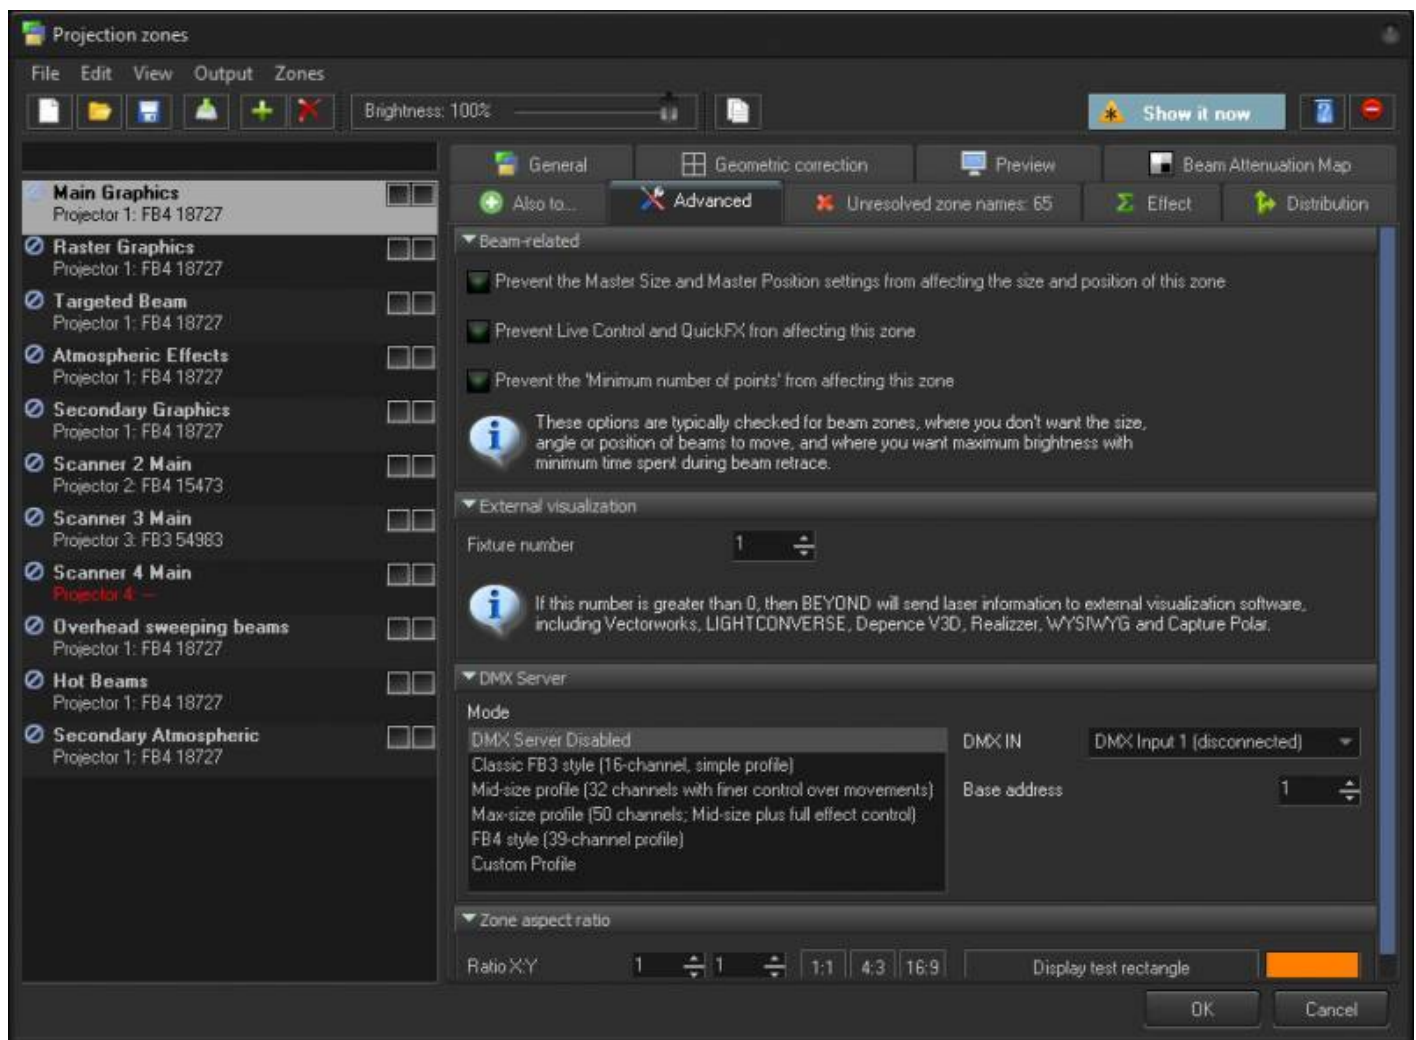 Projection zones
File Edit View Output Zones
Brightness: 100%
Show it now
General Geometric correction Preview Beam Attenuation Map
Also to... Advanced Unresolved zone names: 65 Effect Distribution
Main Graphics
Projector 1: FB4 18727
Raster Graphics
Projector 1: FB4 18727
Targeted Beam
Projector 1: FB4 18727
Atmospheric Effects
Projector 1: FB4 18727
Secondary Graphics
Projector 1: FB4 18727
Scanner 2 Main
Projector 2: FB4 15473
Scanner 3 Main
Projector 3: FB3 54983
Scanner 4 Main
Projector 4: --
Overhead sweeping beams
Projector 1: FB4 18727
Hot Beams
Projector 1: FB4 18727
Secondary Atmospheric
Projector 1: FB4 18727
Beam-related
Prevent the Master Size and Master Position settings from affecting the size and position of this zone
Prevent Live Control and QuickFX fron affecting this zone
Prevent the 'Minimum number of points' from affecting this zone
These options are typically checked for beam zones, where you don't want the size,
angle or position of beams to move, and where you want maximum brightness with
minimum time spent during beam retrace.
External visualization
Fixture number 1
If this number is greater than 0, then BEYOND will send laser information to external visualization software,
including Vectorworks, LIGHTCONVERSE, Depence V3D, Realizzer, WYSIWYG and Capture Polar.
DMX Server
Mode
DMX Server Disabled
Classic FB3 style (16-channel, simple profile)
Mid-size profile (32 channels with finer control over movements)
Max-size profile (50 channels; Mid-size plus full effect control)
FB4 style (39-channel profile)
Custom Profile
DMX IN DMX Input 1 (disconnected)
Base address 1
Zone aspect ratio
Ratio X:Y 1 1 1:1 4:3 16:9 Display test rectangle
OK Cancel